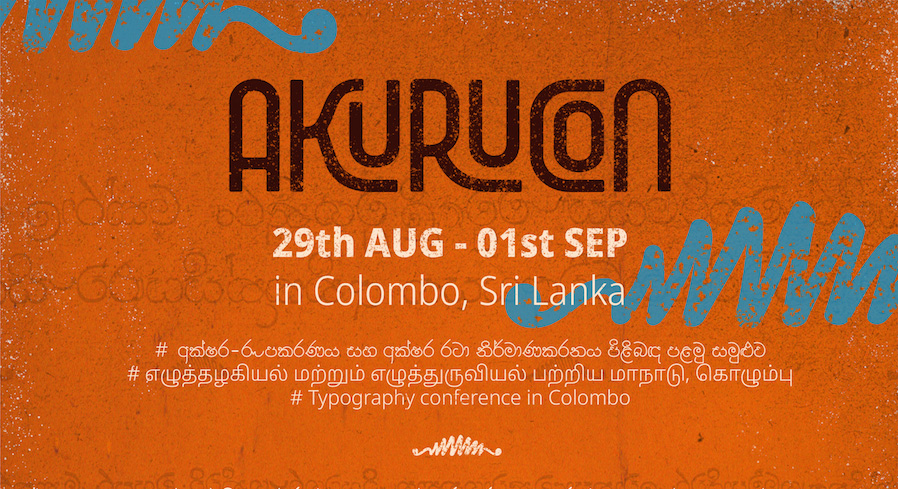 AKURUCON
29th AUG - 01st SEP
in Colombo, Sri Lanka
# අක්ෂර-රූපකරණය සහ අක්ෂර රටා නිර්මාණකරනය පිළිබඳ පළමු සමුළුව
# எழுத்தழகியல் மற்றும் எழுத்துருவியல் பற்றிய மாநாடு, கொழும்பு
# Typography conference in Colombo